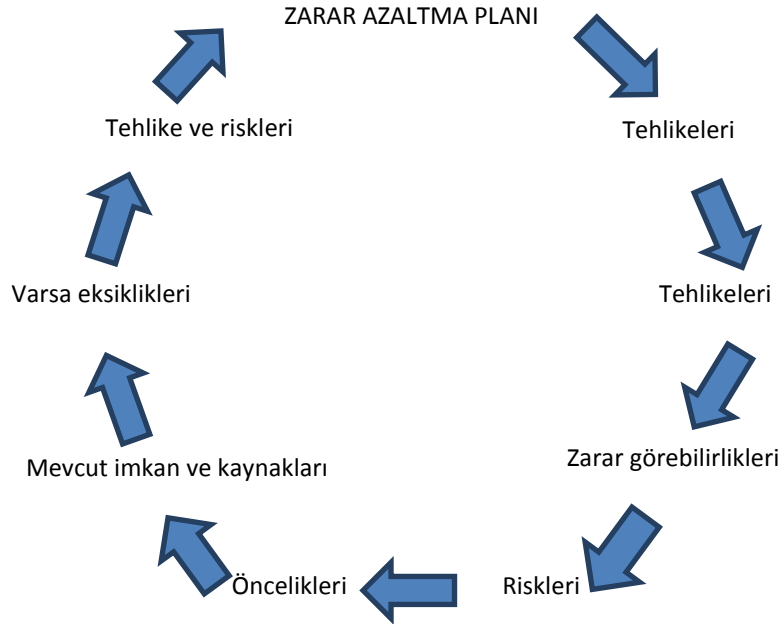 ZARAR AZALTMA PLANI
Tehlikeleri
Tehlikeleri
Zarar görebilirlikleri
Riskleri
Öncelikleri
Mevcut imkan ve kaynakları
Varsa eksiklikleri
Tehlike ve riskleri